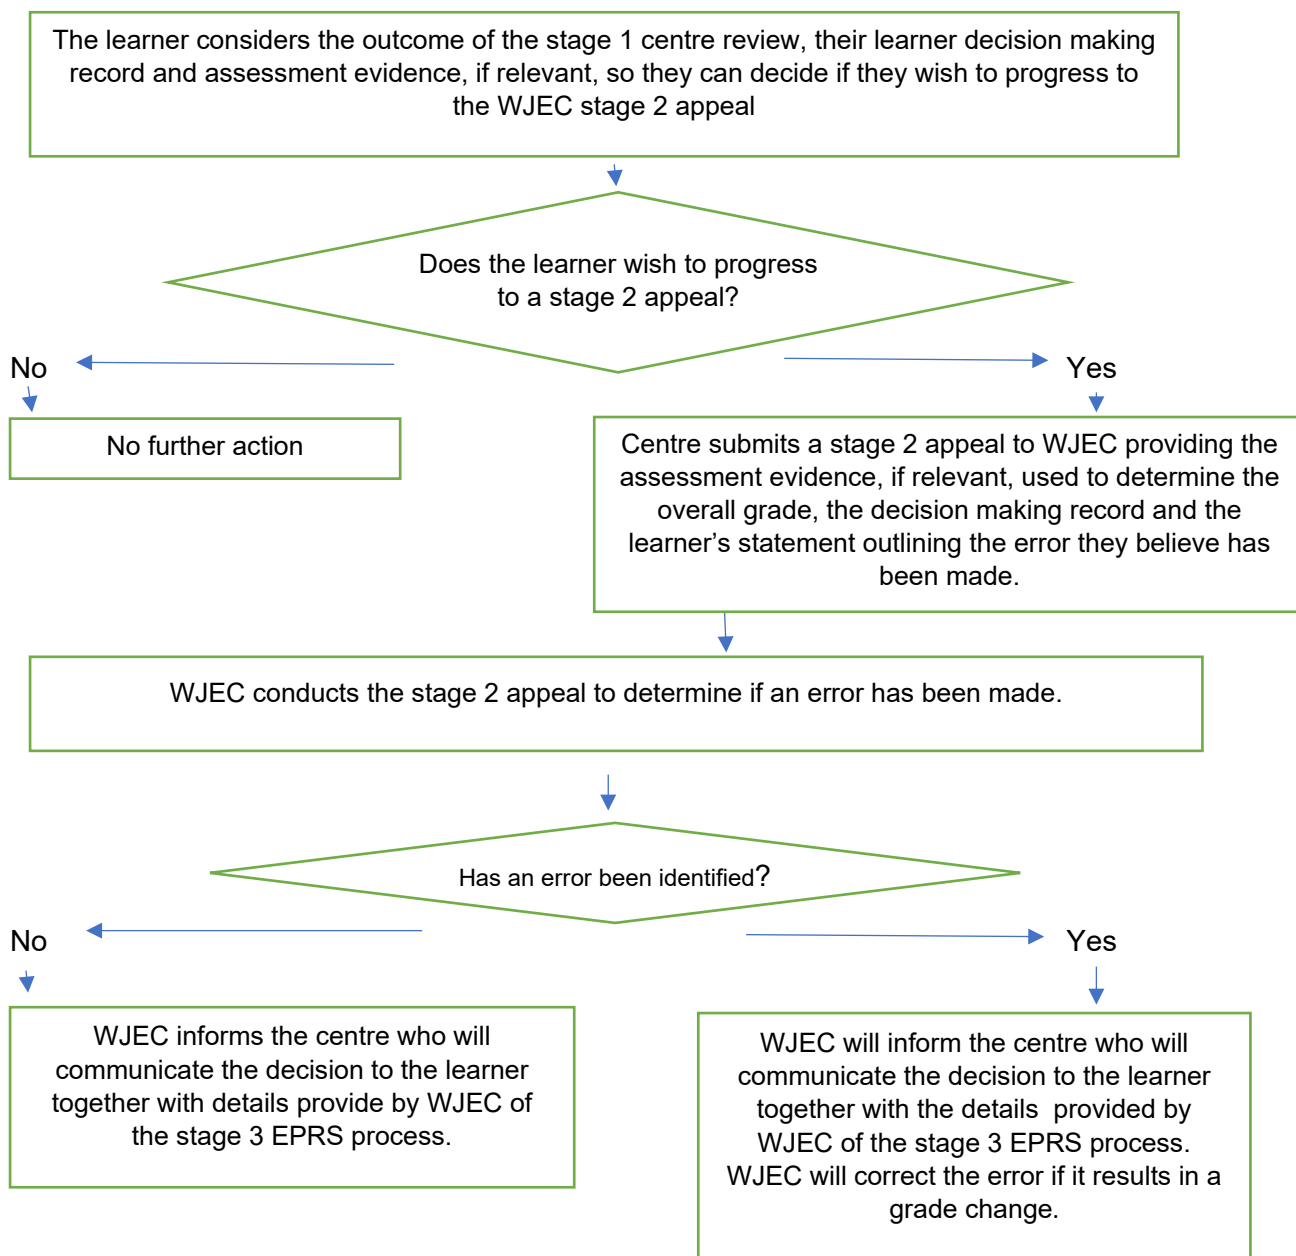 The learner considers the outcome of the stage 1 centre review, their learner decision making
record and assessment evidence, if relevant, so they can decide if they wish to progress to
the WJEC stage 2 appeal
Does the learner wish to progress
to a stage 2 appeal?
No
Yes
No further action
Centre submits a stage 2 appeal to WJEC providing the
assessment evidence, if relevant, used to determine the
overall grade, the decision making record and the
learner’s statement outlining the error they believe has
been made.
WJEC conducts the stage 2 appeal to determine if an error has been made.
Has an error been identified?
No
Yes
WJEC informs the centre who will
communicate the decision to the learner
together with details provide by WJEC of
the stage 3 EPRS process.
WJEC will inform the centre who will
communicate the decision to the learner
together with the details  provided by
WJEC of the stage 3 EPRS process.
WJEC will correct the error if it results in a
grade change.